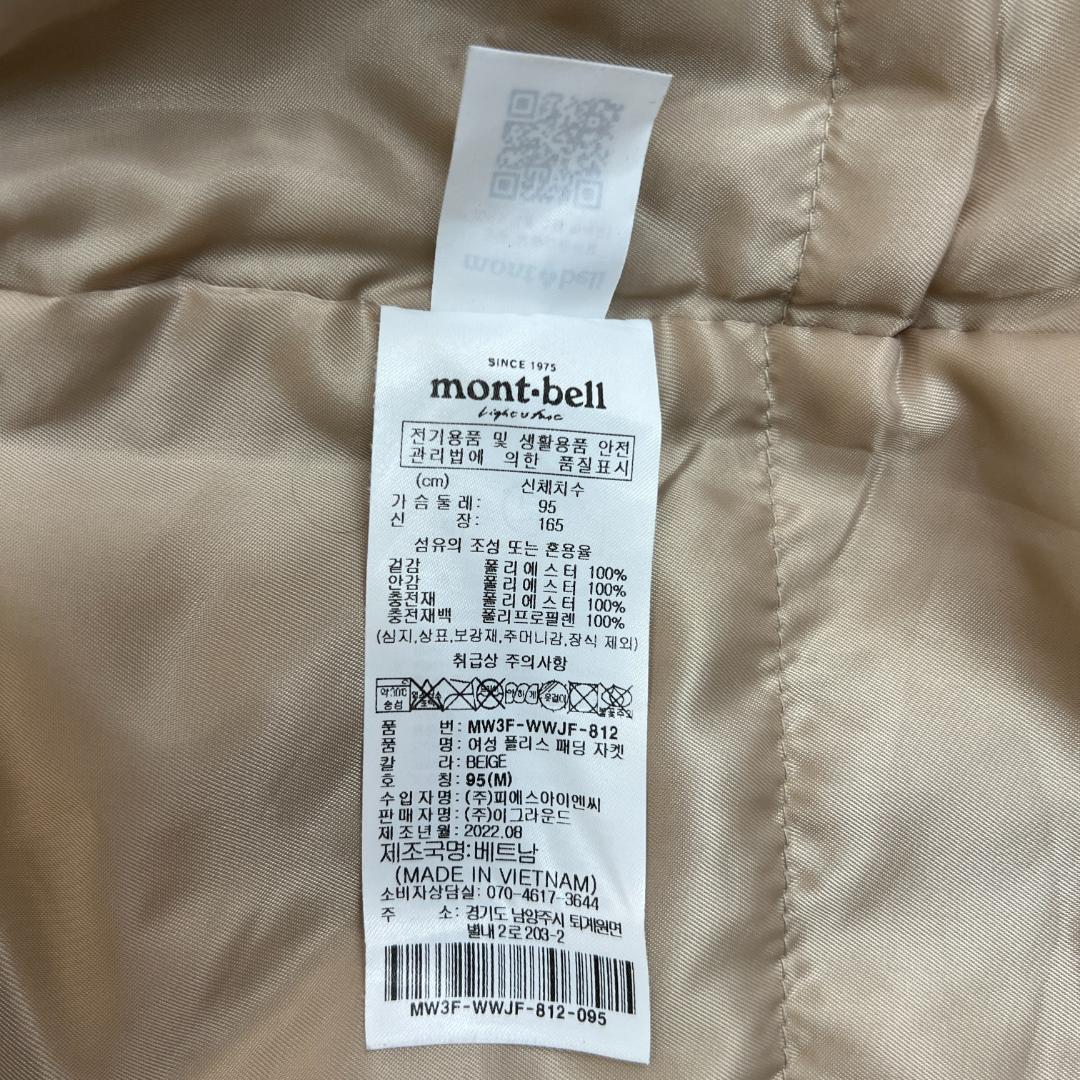 SINCE 1975
mont·bell
Light & Fast
전기용품 및 생활용품 안전
관리법에 의한 품질표시
(cm) 신체치수
가슴둘레: 95
신 장: 165
섬유의 조성 또는 혼용율
겉감 폴리에스터 100%
안감 폴리에스터 100%
충전재 폴리에스터 100%
충전재백 폴리프로필렌 100%
(심지,상표,보강재,주머니감,장식 제외)
취급상 주의사항
품 번: MW3F-WWJF-812
품 명: 여성 플리스 패딩 자켓
칼 라: BEIGE
호 칭: 95(M)
수입자명: (주)피에스아이엔씨
판매자명: (주)이그라운드
제조년월: 2022.08
제조국명:베트남
(MADE IN VIETNAM)
소비자상담실: 070-4617-3644
주 소: 경기도 남양주시 퇴계원면
별내2로 203-2
MW3F-WWJF-812-095